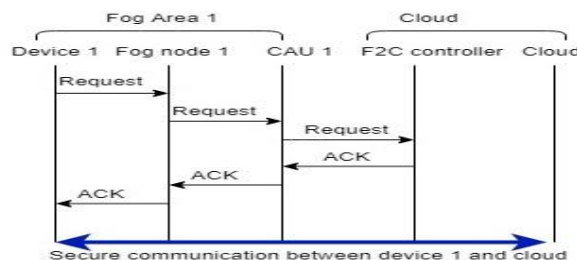 Fog Area 1 Cloud
Device 1 Fog node 1 CAU 1 F2C controller Cloud
Request
Request
Request
ACK
ACK
ACK
Secure communication between device 1 and cloud